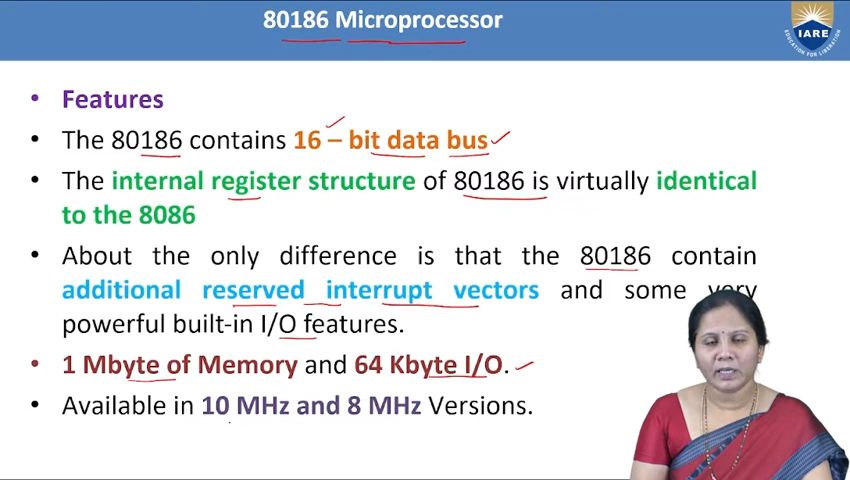 80186 Microprocessor
IARE
EDUCATION FOR LIBERATION
• Features
• The 80186 contains 16 – bit data bus
• The internal register structure of 80186 is virtually identical
to the 8086
• About the only difference is that the 80186 contain
additional reserved interrupt vectors and some very
powerful built-in I/O features.
• 1 Mbyte of Memory and 64 Kbyte I/O.
• Available in 10 MHz and 8 MHz Versions.